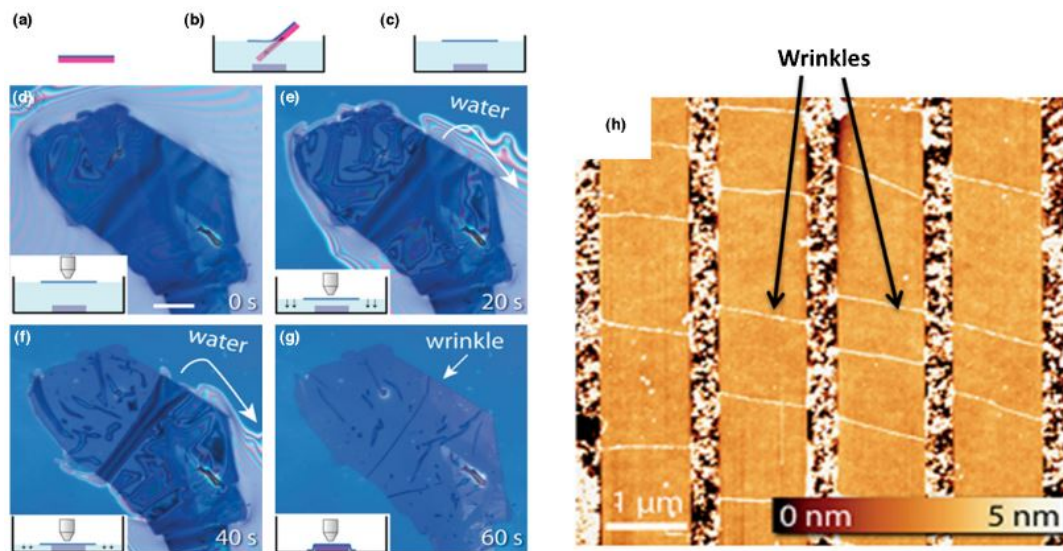 (a)
(b)
(c)
(d)
0 s
(e)
water
20 s
(f)
water
40 s
(g)
wrinkle
60 s
Wrinkles
(h)
1 μm
0 nm 5 nm